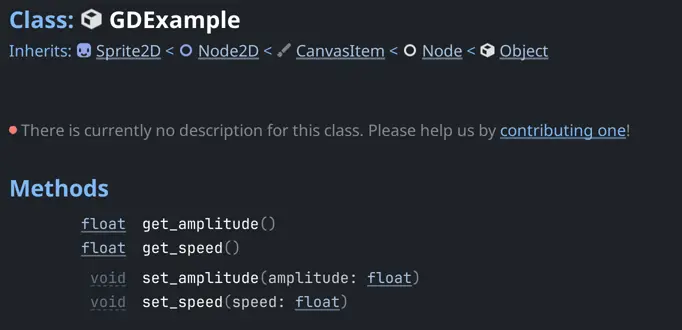 Class: GDExample
Inherits: Sprite2D < Node2D < CanvasItem < Node < Object
There is currently no description for this class. Please help us by contributing one!
Methods
float get_amplitude()
float get_speed()
void set_amplitude(amplitude: float)
void set_speed(speed: float)